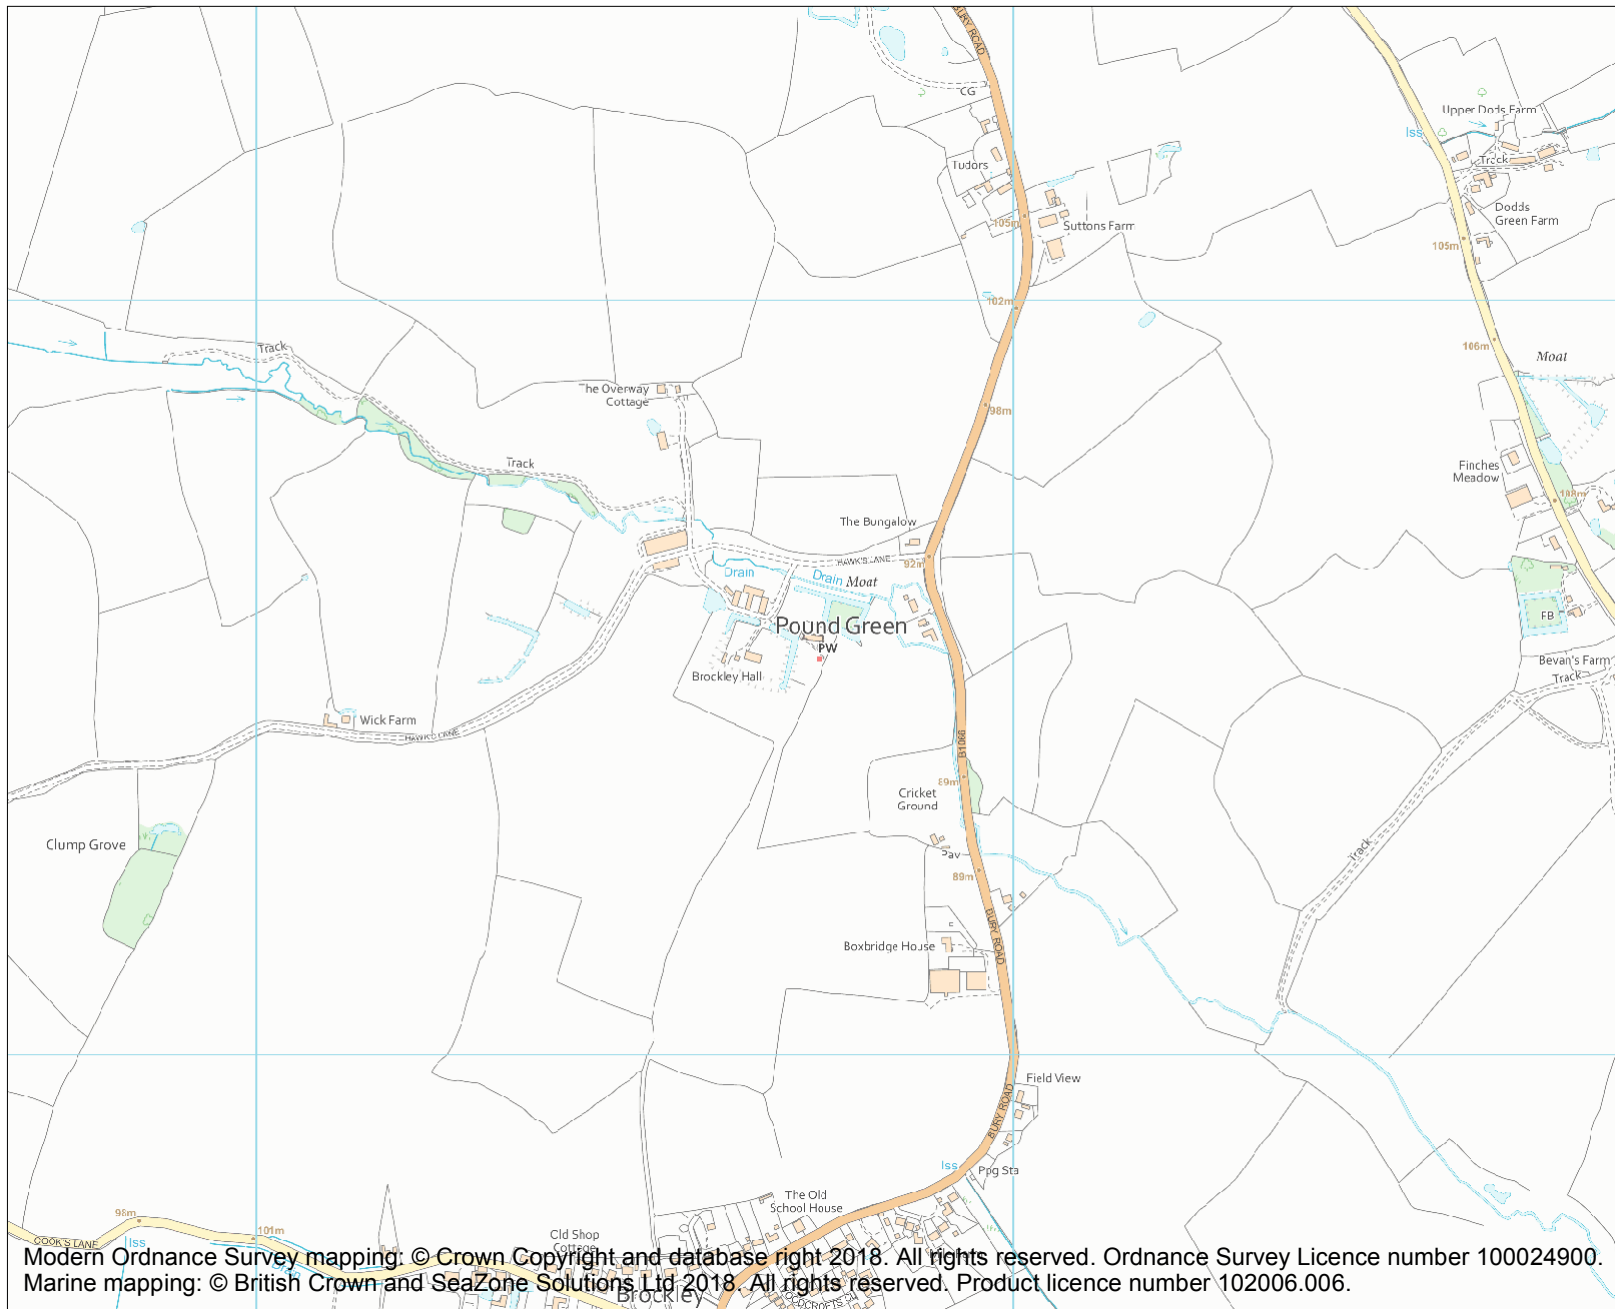 BURY ROAD
CG
Upper Dods Farm
Iss
Track
Tudors
Dodds
Green Farm
105m
Suttons Farm
105m
102m
106m
Moat
Track
The Overway
Cottage
98m
Track
Finches
Meadow
108m
The Bungalow
HAWK'S LANE
92m
Drain
Drain
Moat
FB
Pound Green
PW
Brockley Hall
Bevan's Farm
Track
Wick Farm
HAWK'S LANE
B1066
89m
Cricket
Ground
Clump Grove
Pav
Track
89m
BURY ROAD
Boxbridge House
Field View
BURY ROAD
Iss
Ppg Sta
The Old
School House
98m
101m
COOK'S LANE
Iss
Drain
Old Shop
Cottage
Modern Ordnance Survey mapping: © Crown Copyright and database right 2018. All rights reserved. Ordnance Survey Licence number 100024900.
Marine mapping: © British Crown and SeaZone Solutions Ltd 2018. All rights reserved. Product licence number 102006.006.
Brockley